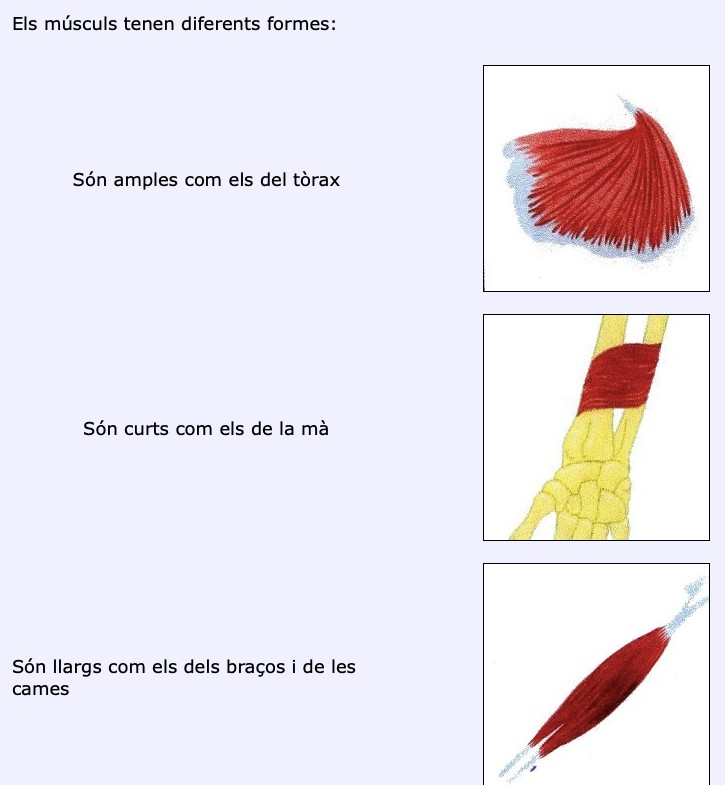 Els músculs tenen diferents formes:
Són amples com els del tòrax
Són curts com els de la mà
Són llargs com els dels braços i de les
cames